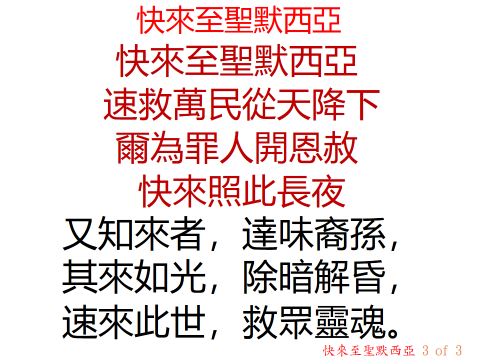 快來至聖默西亞
快來至聖默西亞
速救萬民從天降下
爾為罪人開恩赦
快來照此長夜
又知來者，達味裔孫，
其來如光，除暗解昏，
速來此世，救眾靈魂。
快來至聖默西亞 3 of 3